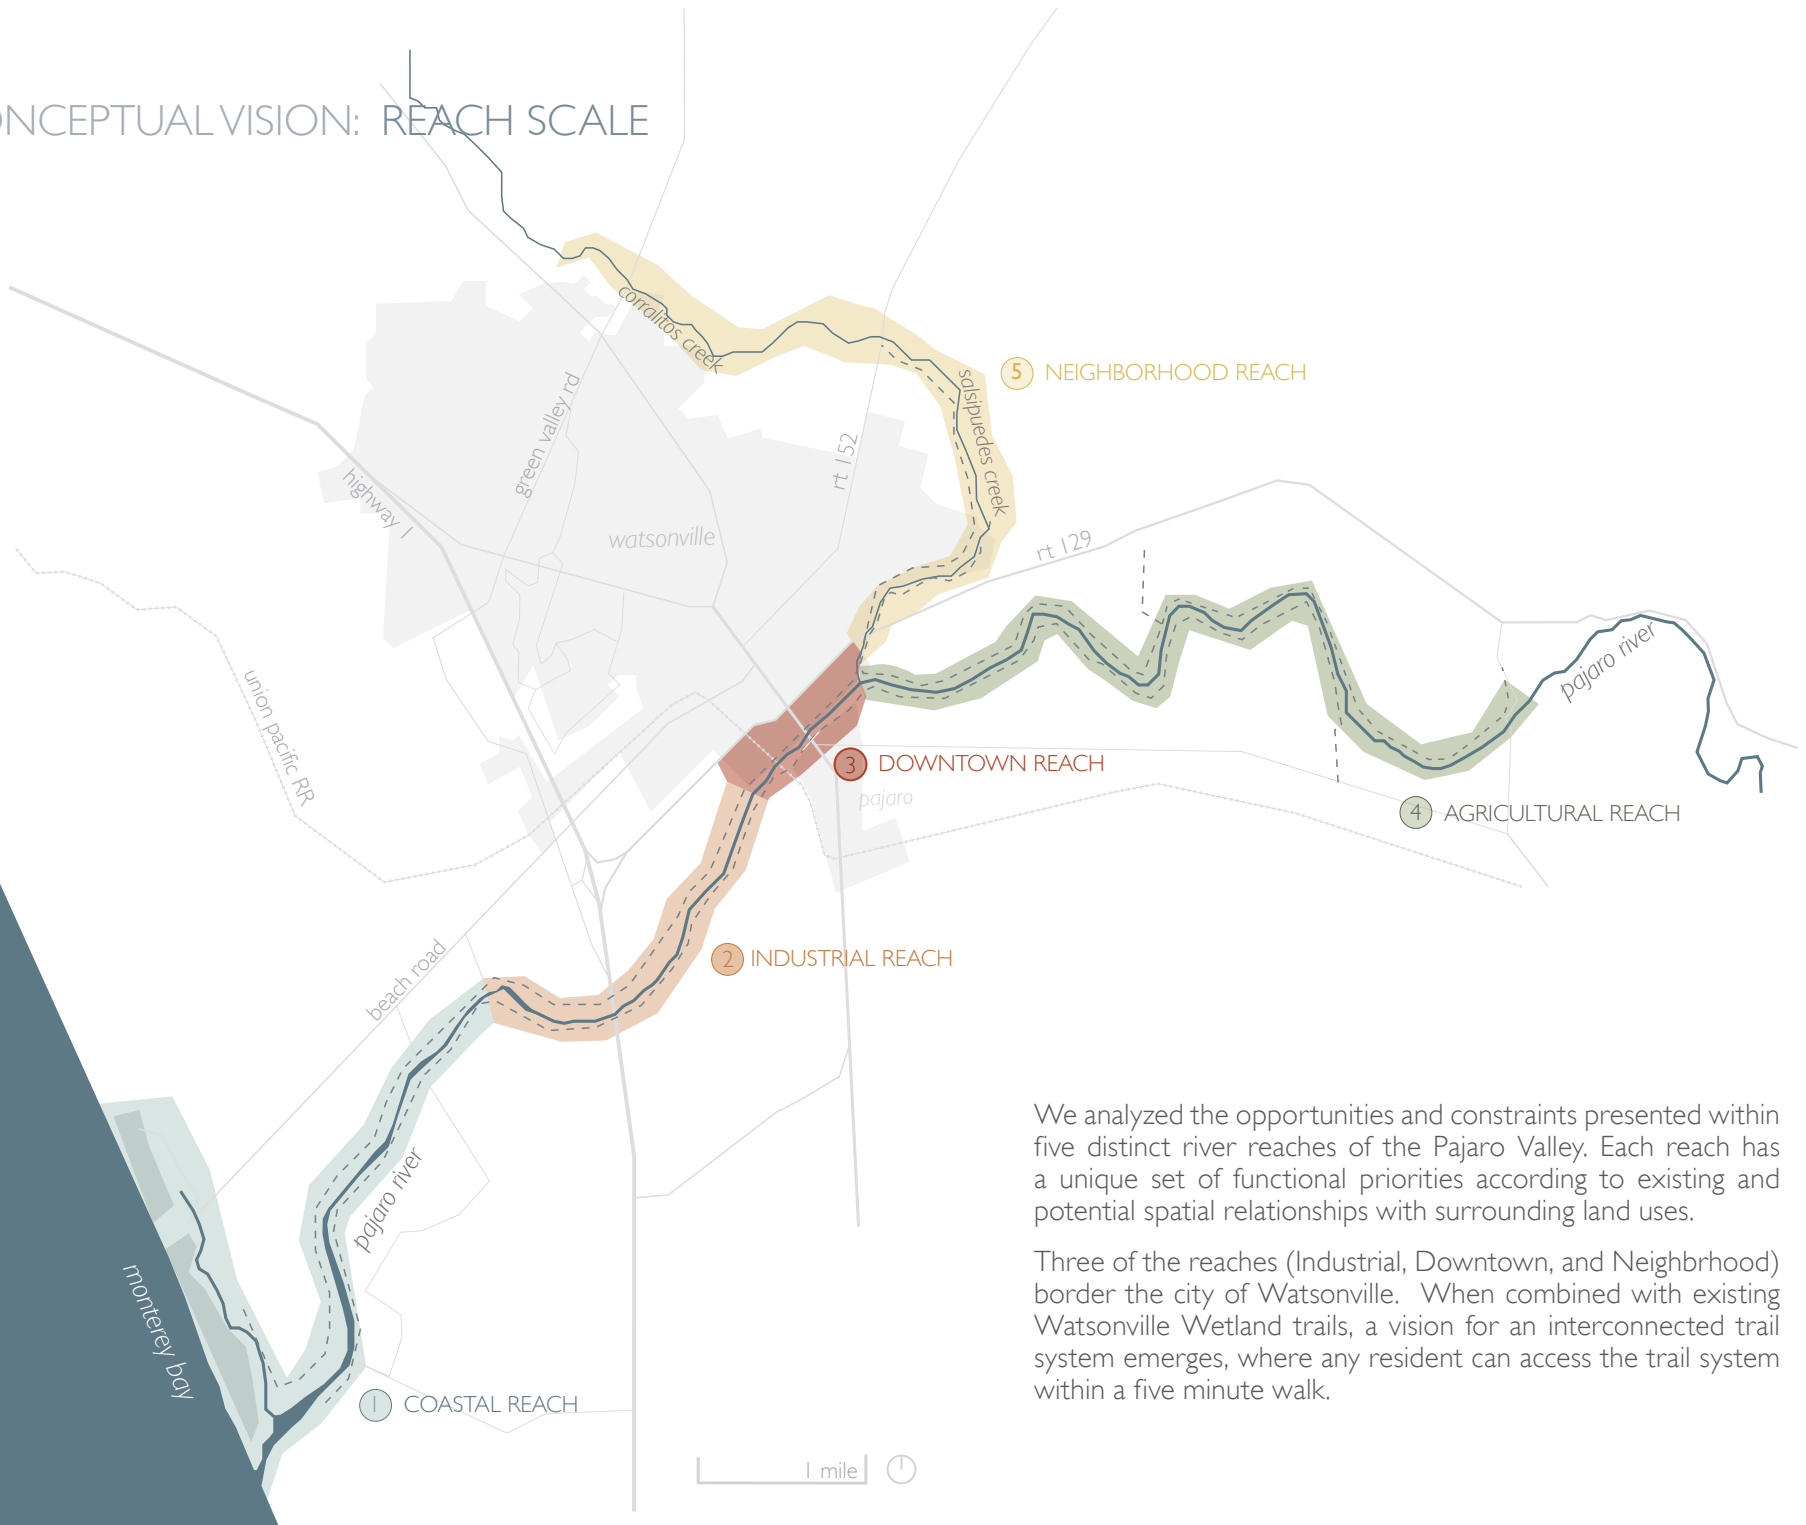 ONCEPTUAL VISION: REACH SCALE
corralitos creek
5 NEIGHBORHOOD REACH
salsipuedes creek
green valley rd
rt 152
highway 1
watsonville
rt 129
pajaro river
union pacific RR
3 DOWNTOWN REACH
pajaro
4 AGRICULTURAL REACH
2 INDUSTRIAL REACH
beach road
pajaro river
monterey bay
1 COASTAL REACH
1 mile
We analyzed the opportunities and constraints presented within
five distinct river reaches of the Pajaro Valley. Each reach has
a unique set of functional priorities according to existing and
potential spatial relationships with surrounding land uses.
Three of the reaches (Industrial, Downtown, and Neighbrhood)
border the city of Watsonville. When combined with existing
Watsonville Wetland trails, a vision for an interconnected trail
system emerges, where any resident can access the trail system
within a five minute walk.